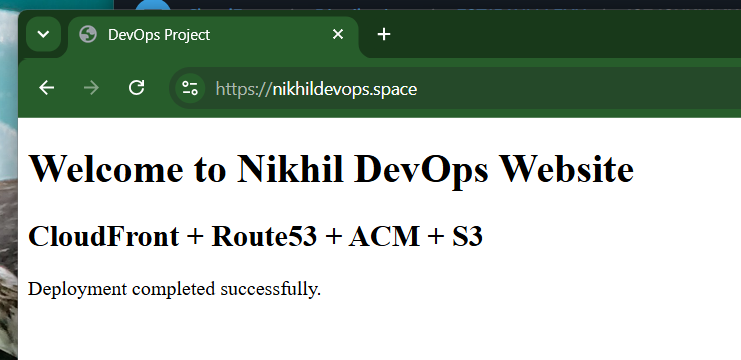 DevOps Project
https://nikhildevops.space
Welcome to Nikhil DevOps Website
CloudFront + Route53 + ACM + S3
Deployment completed successfully.